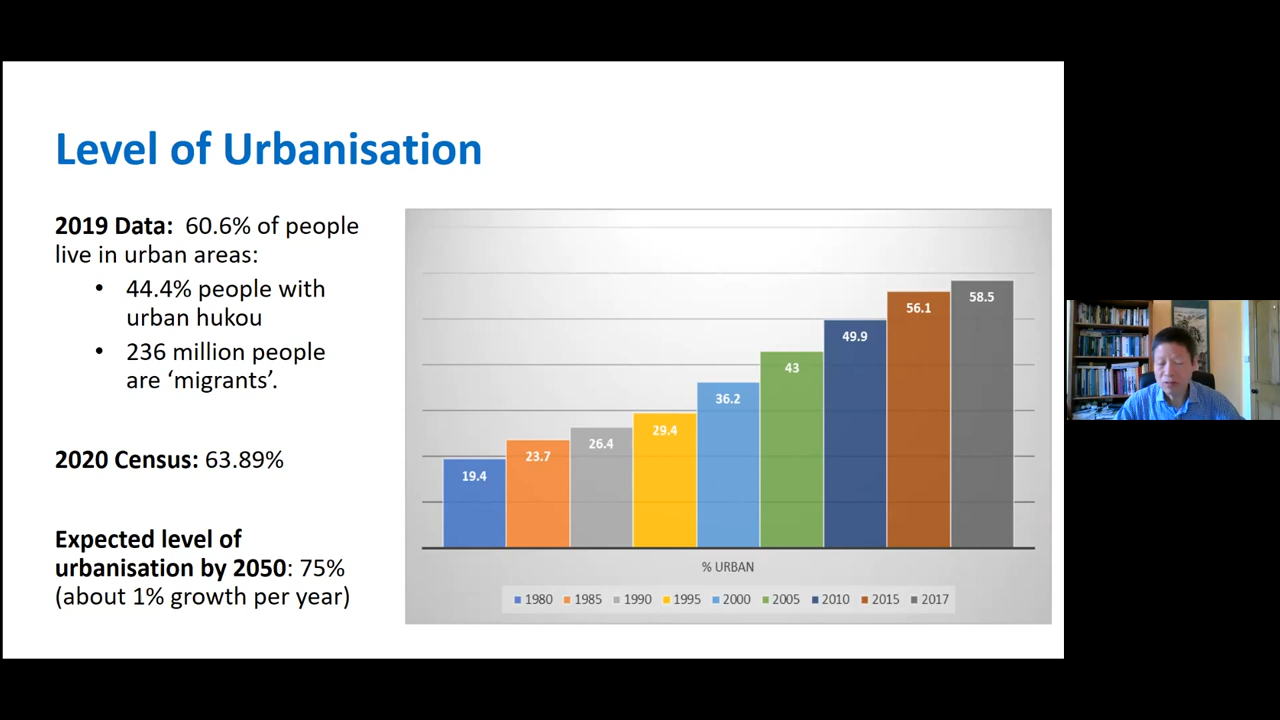 Level of Urbanisation
2019 Data: 60.6% of people
live in urban areas:
• 44.4% people with
urban hukou
• 236 million people
are ‘migrants’.
2020 Census: 63.89%
Expected level of
urbanisation by 2050: 75%
(about 1% growth per year)
19.4
23.7
26.4
29.4
36.2
43
49.9
56.1
58.5
% URBAN
1980 1985 1990 1995 2000 2005 2010 2015 2017